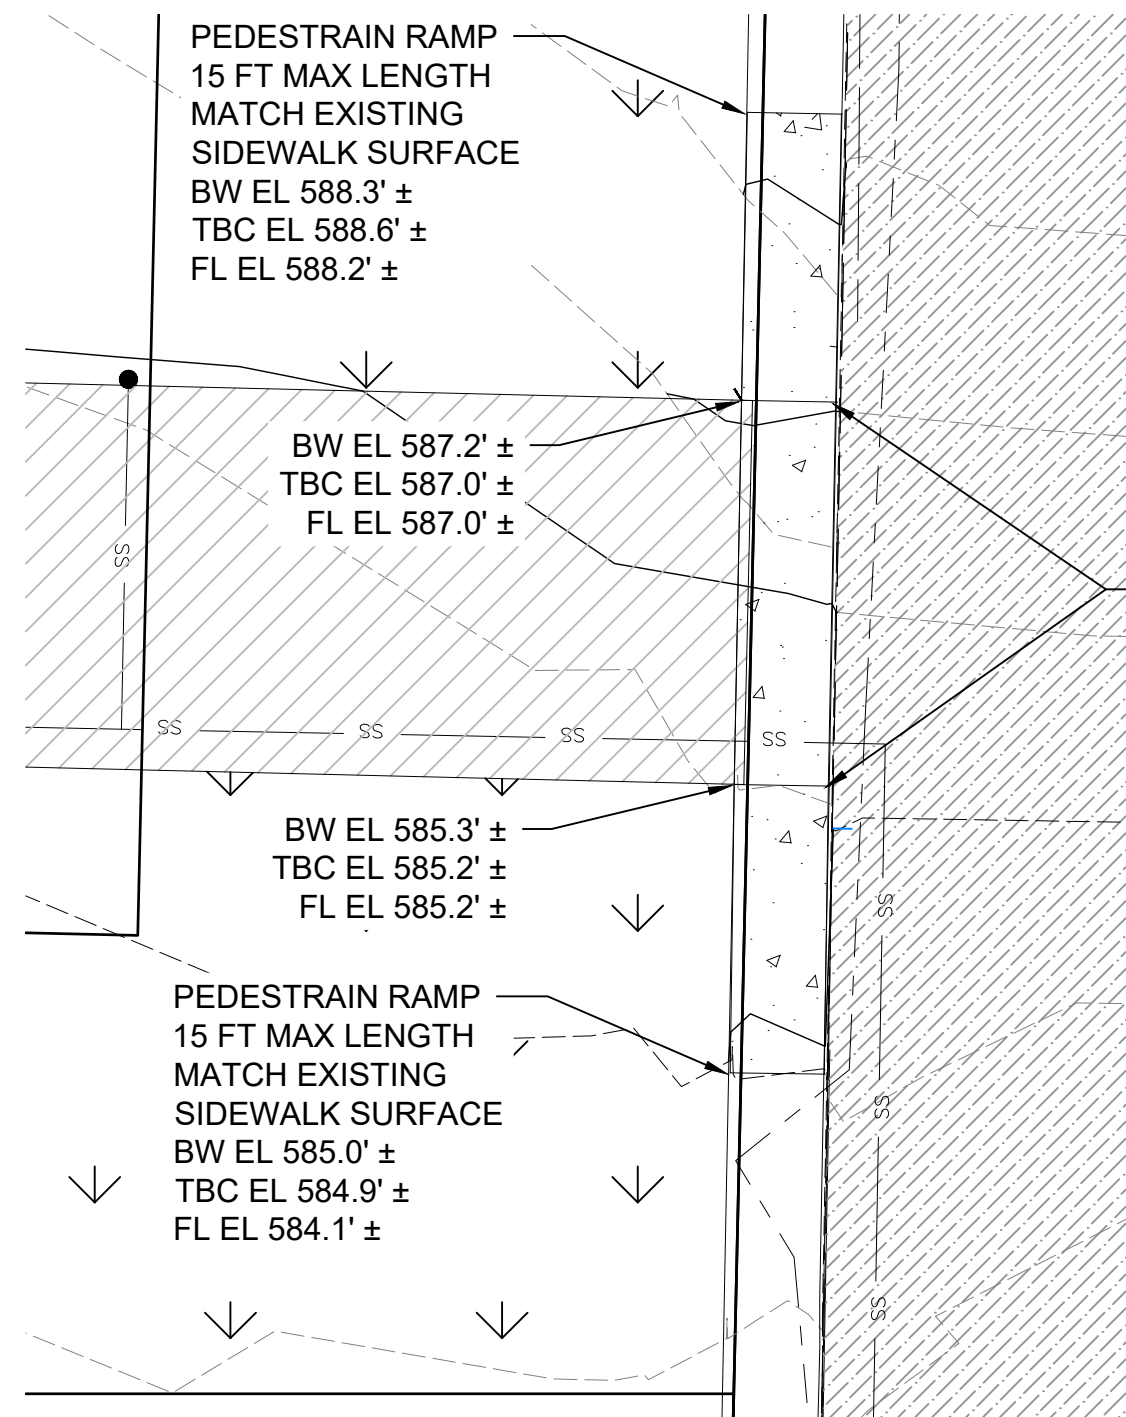 PEDESTRAIN RAMP
15 FT MAX LENGTH
MATCH EXISTING
SIDEWALK SURFACE
BW EL 588.3' ±
TBC EL 588.6' ±
FL EL 588.2' ±
BW EL 587.2' ±
TBC EL 587.0' ±
FL EL 587.0' ±
SS
SS
SS
SS
SS
BW EL 585.3' ±
TBC EL 585.2' ±
FL EL 585.2' ±
SS
PEDESTRAIN RAMP
15 FT MAX LENGTH
MATCH EXISTING
SIDEWALK SURFACE
BW EL 585.0' ±
TBC EL 584.9' ±
FL EL 584.1' ±
SS
SS